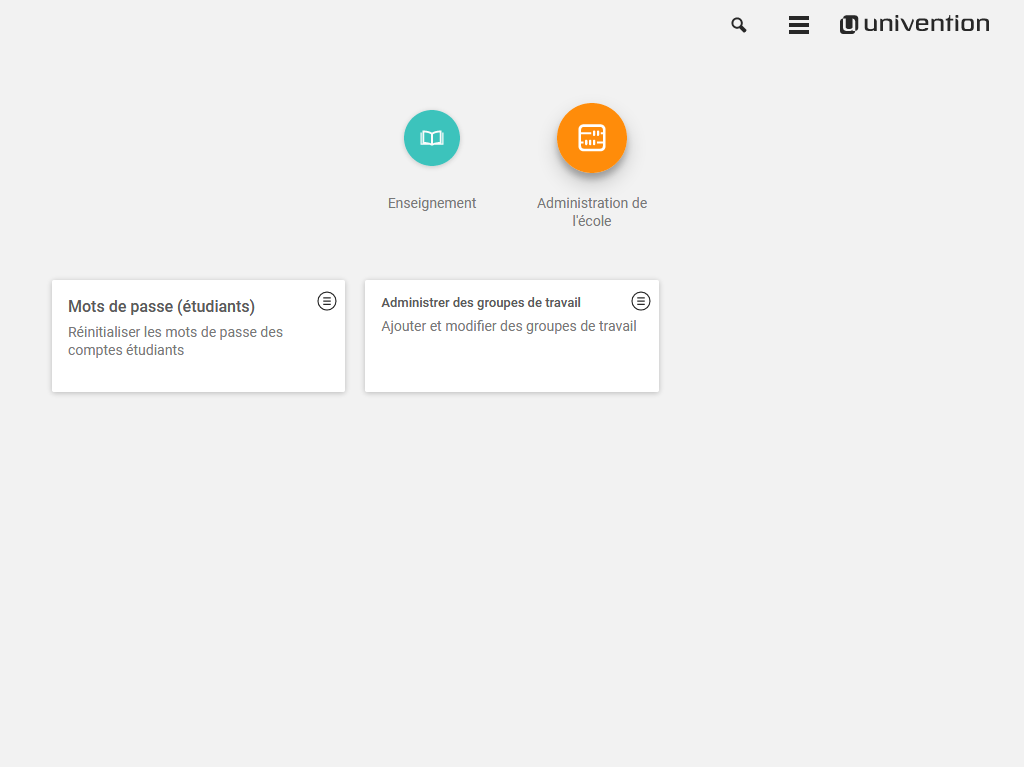 univention
Enseignement
Administration de
l'école
Mots de passe (étudiants)
Réinitialiser les mots de passe des
comptes étudiants
Administrer des groupes de travail
Ajouter et modifier des groupes de travail